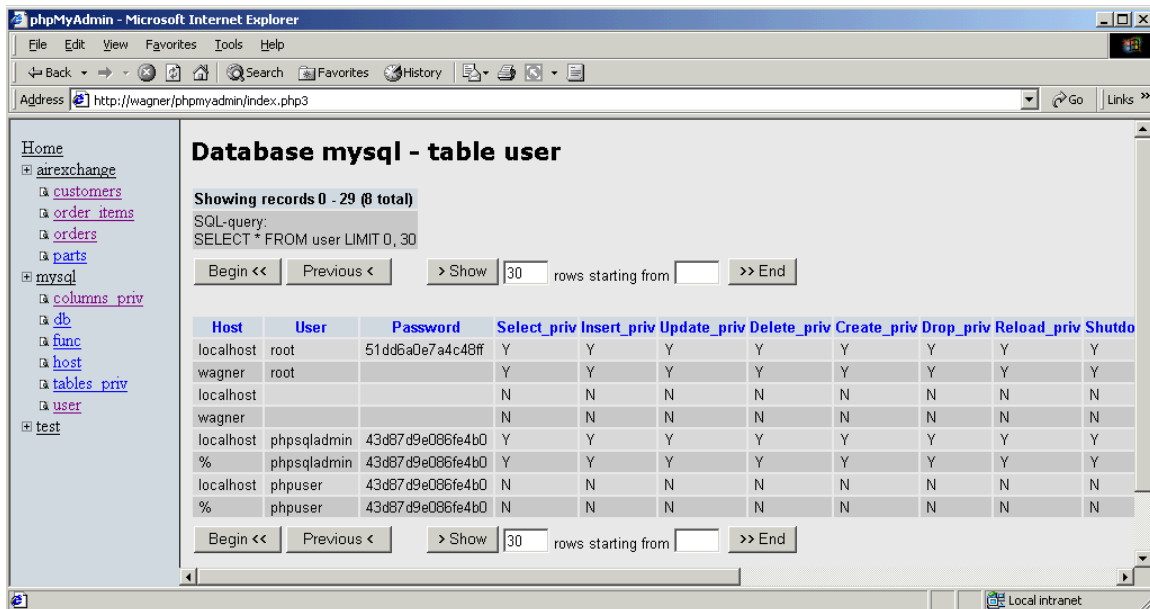 phpMyAdmin - Microsoft Internet Explorer
File Edit View Favorites Tools Help
Back Search Favorites History
Address http://wagner/phpmyadmin/index.php3 Go Links »
Home
airexchange
customers
order_items
orders
parts
mysql
columns_priv
db
func
host
tables_priv
user
test
Database mysql - table user
Showing records 0 - 29 (8 total)
SQL-query:
SELECT * FROM user LIMIT 0, 30
Begin << Previous < > Show 30 rows starting from >> End
Host User Password Select_priv Insert_priv Update_priv Delete_priv Create_priv Drop_priv Reload_priv Shutdo
localhost root 51dd6a0e7a4c48ff Y Y Y Y Y Y Y Y
wagner root Y Y Y Y Y Y Y Y
localhost N N N N N N N N
wagner N N N N N N N N
localhost phpsqladmin 43d87d9e086fe4b0 Y Y Y Y Y Y Y Y
% phpsqladmin 43d87d9e086fe4b0 Y Y Y Y Y Y Y Y
localhost phpuser 43d87d9e086fe4b0 N N N N N N N N
% phpuser 43d87d9e086fe4b0 N N N N N N N N
Begin << Previous < > Show 30 rows starting from >> End
Local intranet